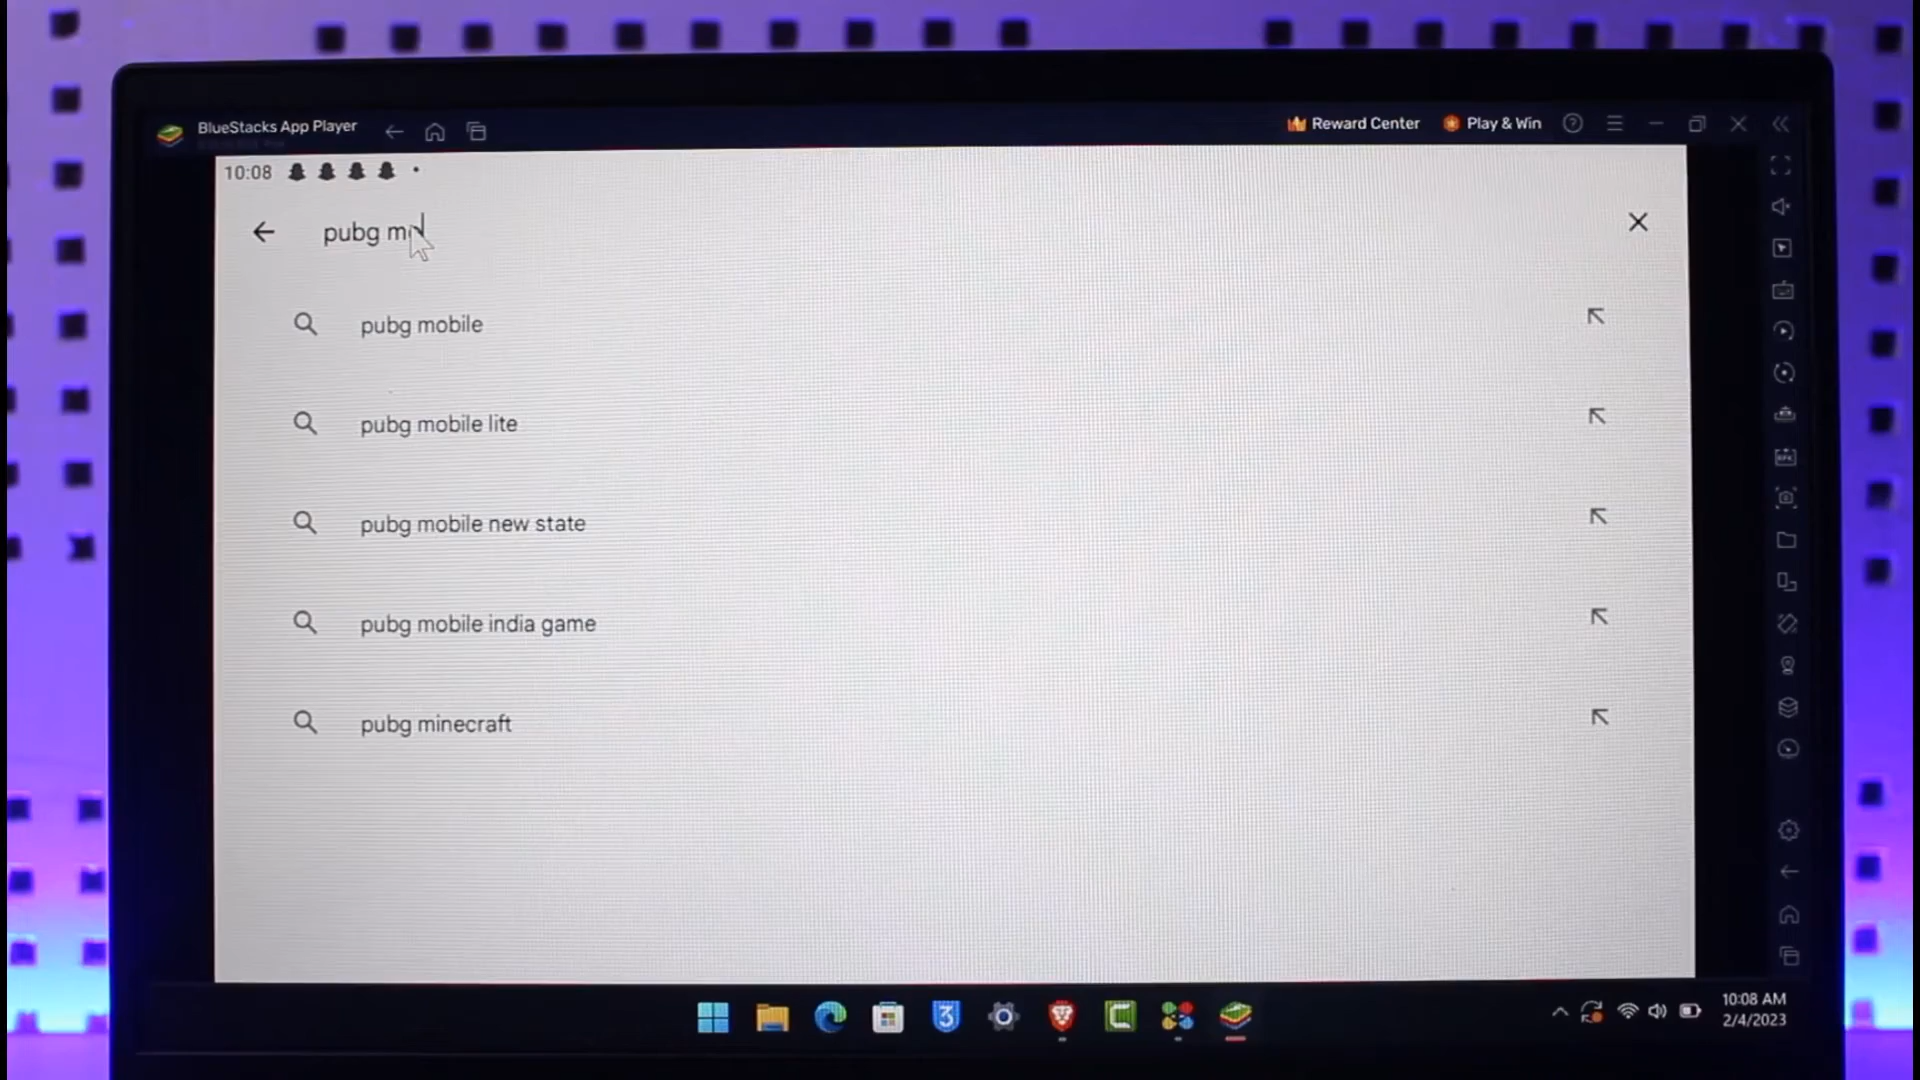 BlueStacks App Player
Reward Center
Play & Win
10:08
pubg mo
pubg mobile
pubg mobile lite
pubg mobile new state
pubg mobile india game
pubg minecraft
10:08 AM
2/4/2023